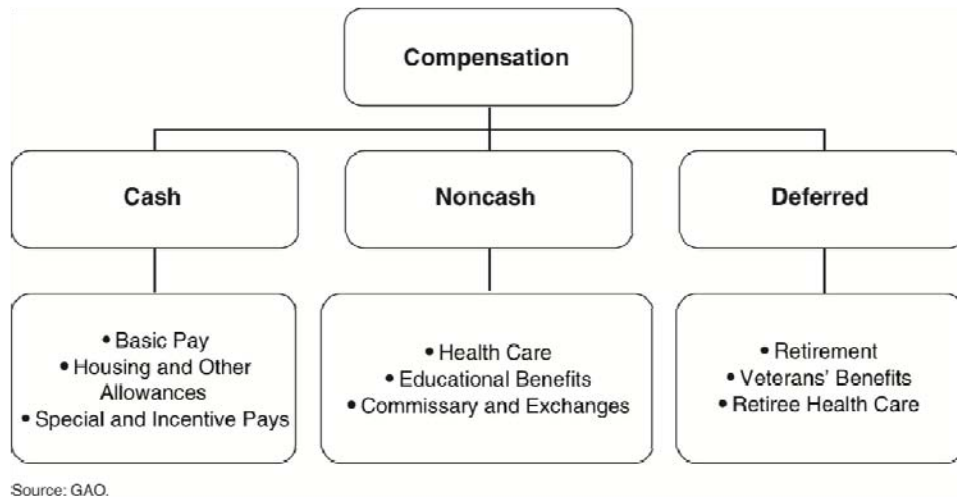 Compensation
Cash
Noncash
Deferred
• Basic Pay
• Housing and Other
Allowances
• Special and Incentive Pays
• Health Care
• Educational Benefits
• Commissary and Exchanges
• Retirement
• Veterans' Benefits
• Retiree Health Care
Source: GAO.